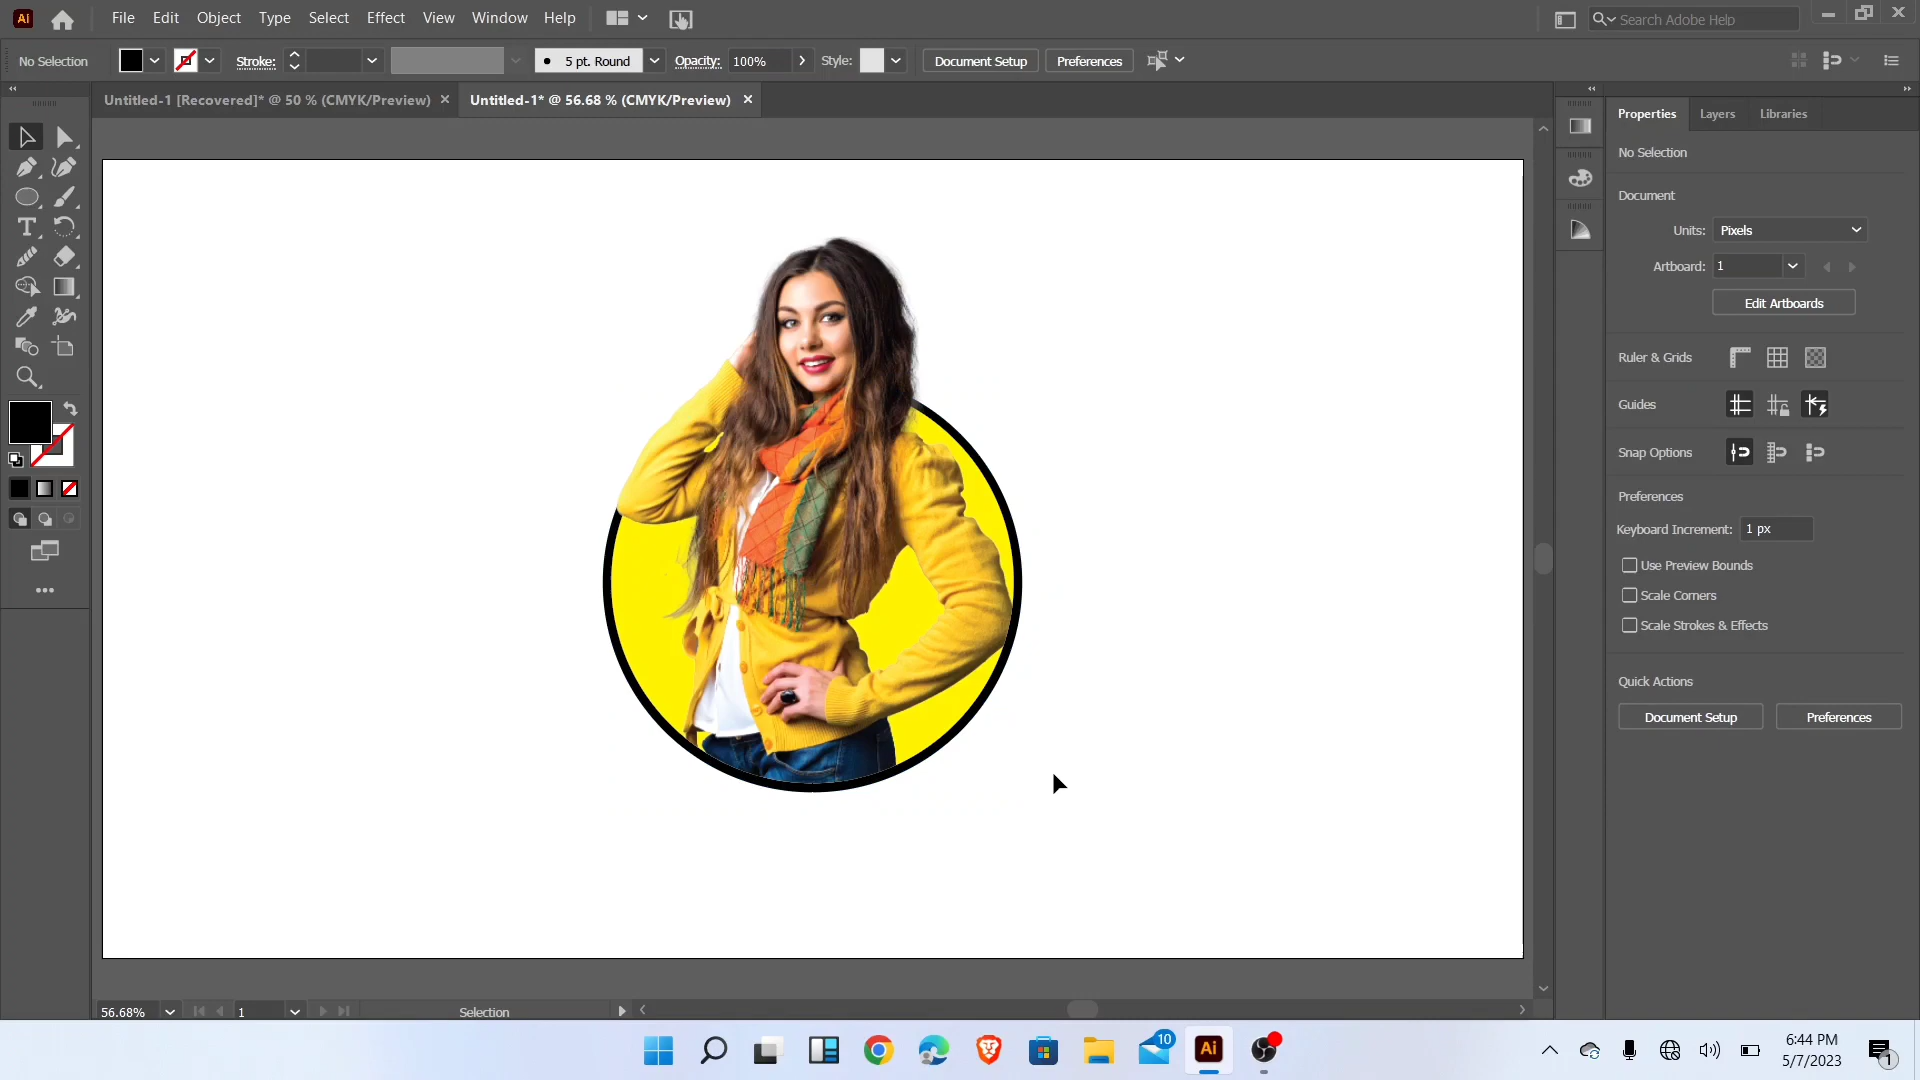 Ai File Edit Object Type Select Effect View Window Help Search Adobe Help
No Selection Stroke: 5 pt. Round Opacity: 100% Style: Document Setup Preferences
Untitled-1 [Recovered]* @ 50 % (CMYK/Preview) Untitled-1* @ 56.68 % (CMYK/Preview)
Properties Layers Libraries
No Selection
Document
Units: Pixels
Artboard: 1
Edit Artboards
Ruler & Grids
Guides
Snap Options
Preferences
Keyboard Increment: 1 px
Use Preview Bounds
Scale Corners
Scale Strokes & Effects
Quick Actions
Document Setup Preferences
56.68% 1 Selection
10 Ai 6:44 PM
5/7/2023 1